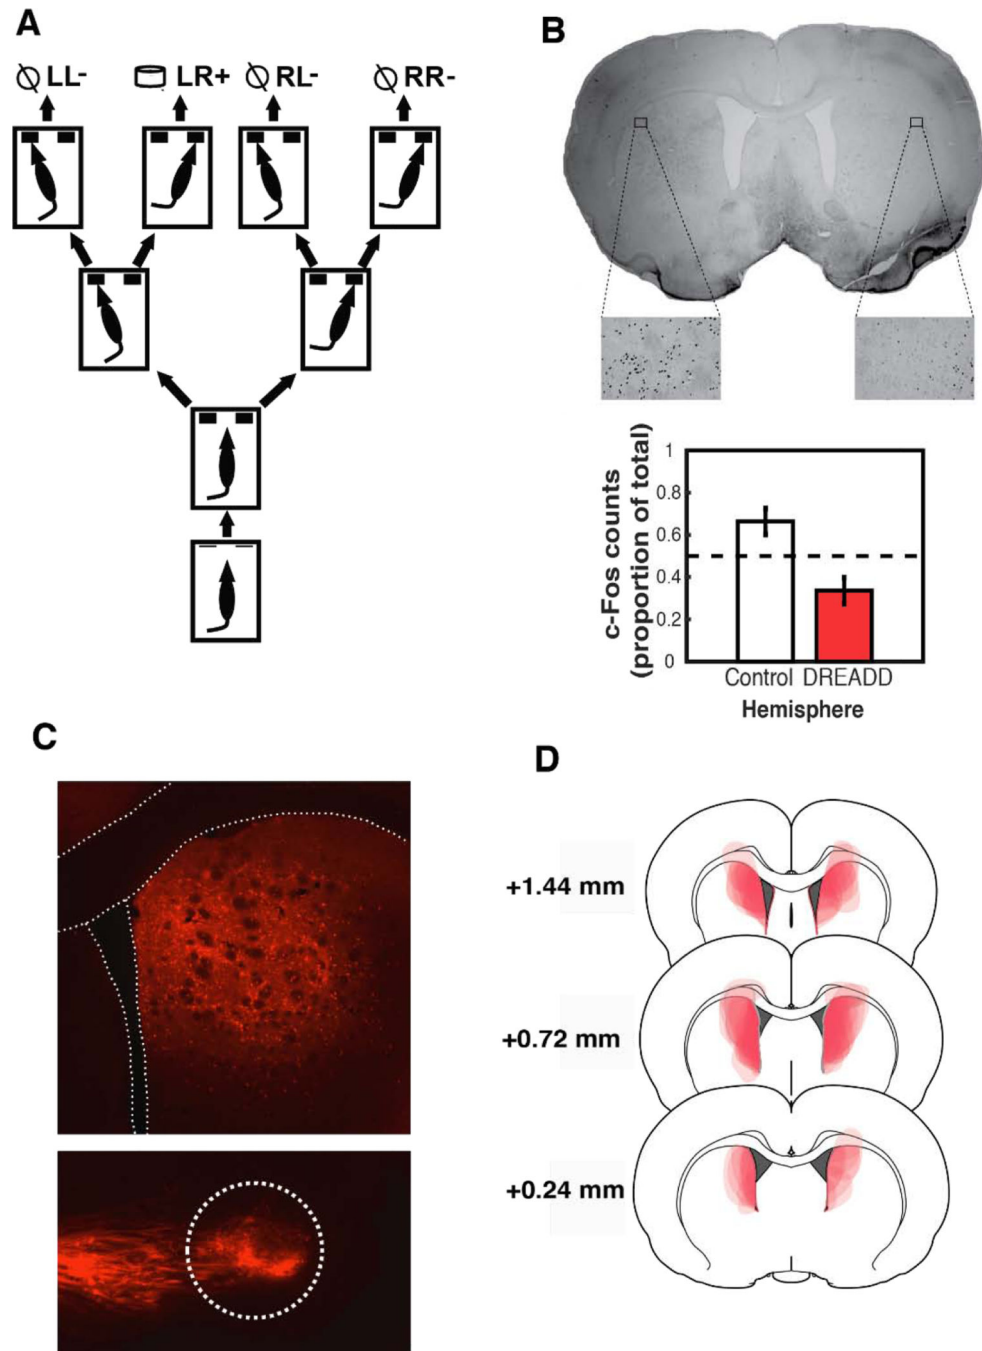 A
∅ LL- LR+ ∅ RL- ∅ RR-
B
c-Fos counts
(proportion of total)
1
0.8
0.6
0.4
0.2
0
Control DREADD
Hemisphere
C
D
+1.44 mm
+0.72 mm
+0.24 mm